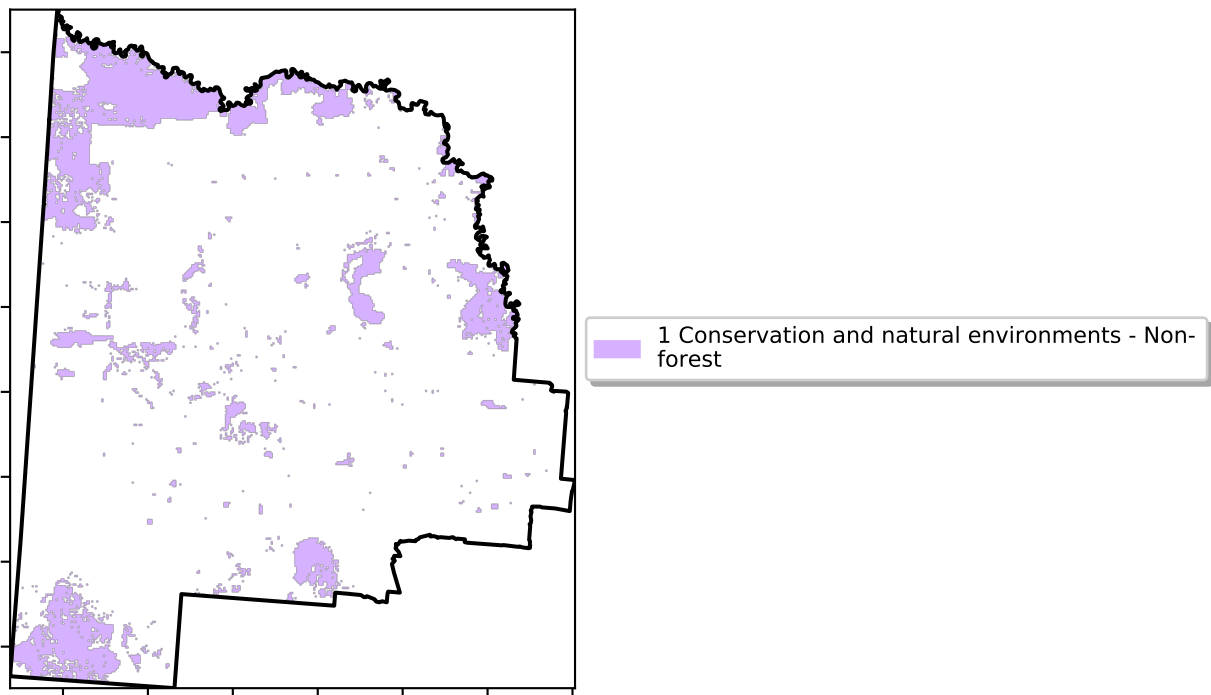 1 Conservation and natural environments - Non-
forest